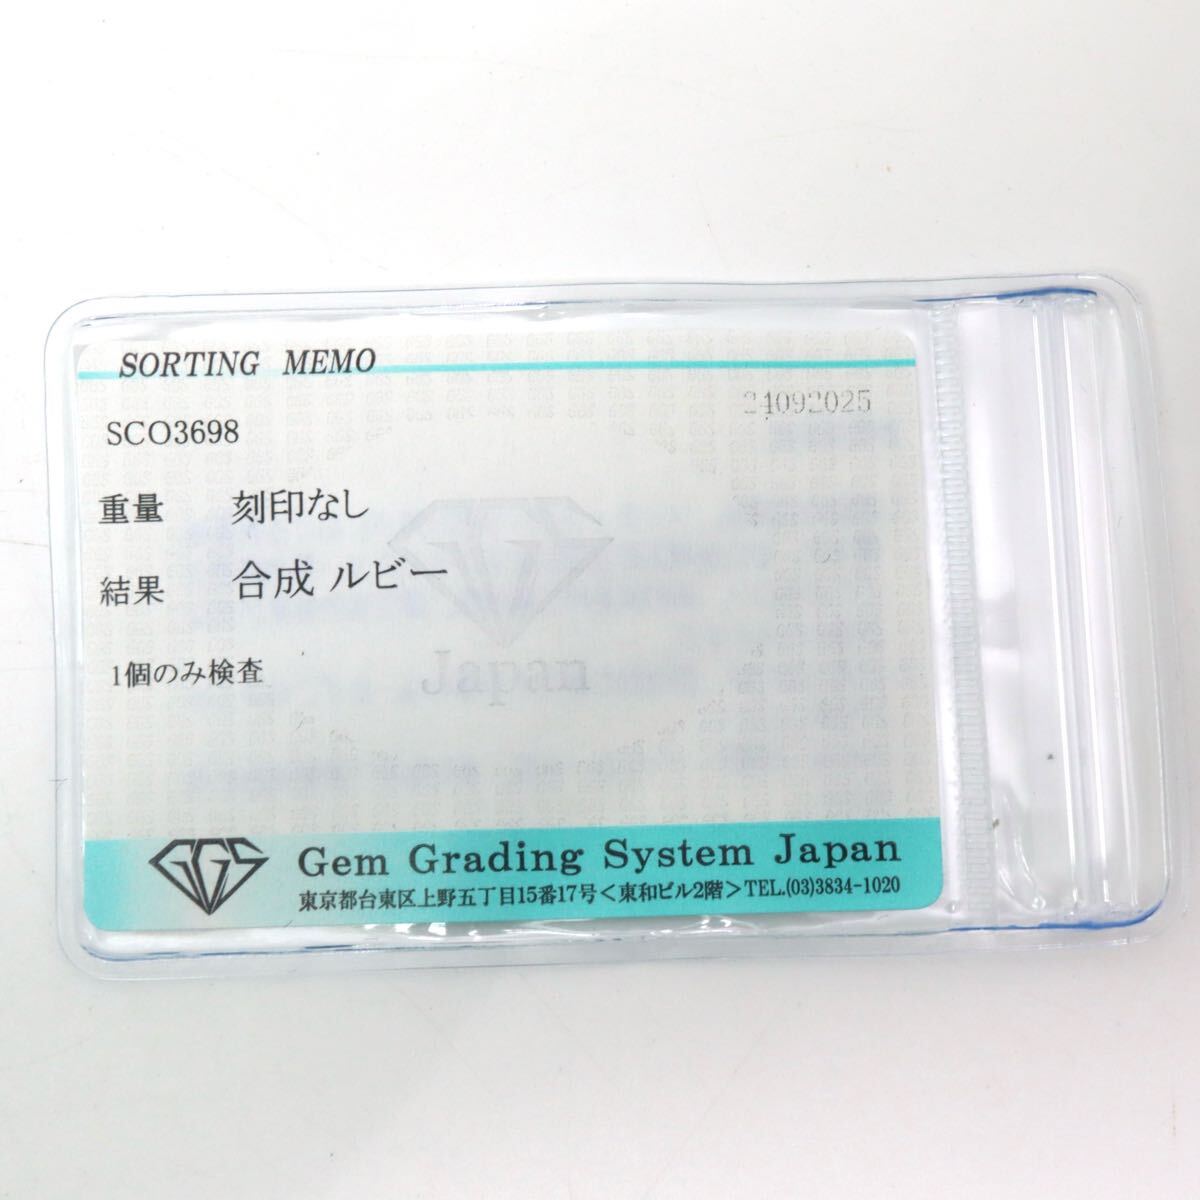 SORTING MEMO
24092025
SCO3698
重量 刻印なし
結果 合成 ルビー
Japan
1個のみ検査
GGS Gem Grading System Japan
東京都台東区上野五丁目15番17号＜東和ビル2階＞TEL.(03)3834-1020